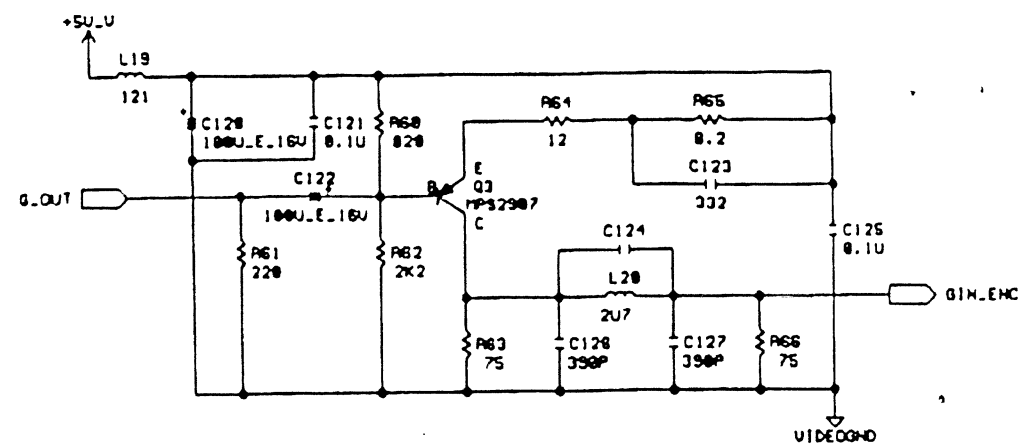 +5V_V
L19
121
C120
100U_E_16V
C121
0.1U
R60
820
R64
12
R65
8.2
C123
332
E
B
Q3
MPS2907
C
G_OUT
C122
100U_E_16V
R61
220
R62
2K2
C124
C125
0.1U
L20
2U7
GIN_ENC
R63
75
C126
390P
C127
390P
R66
75
VIDEOGND